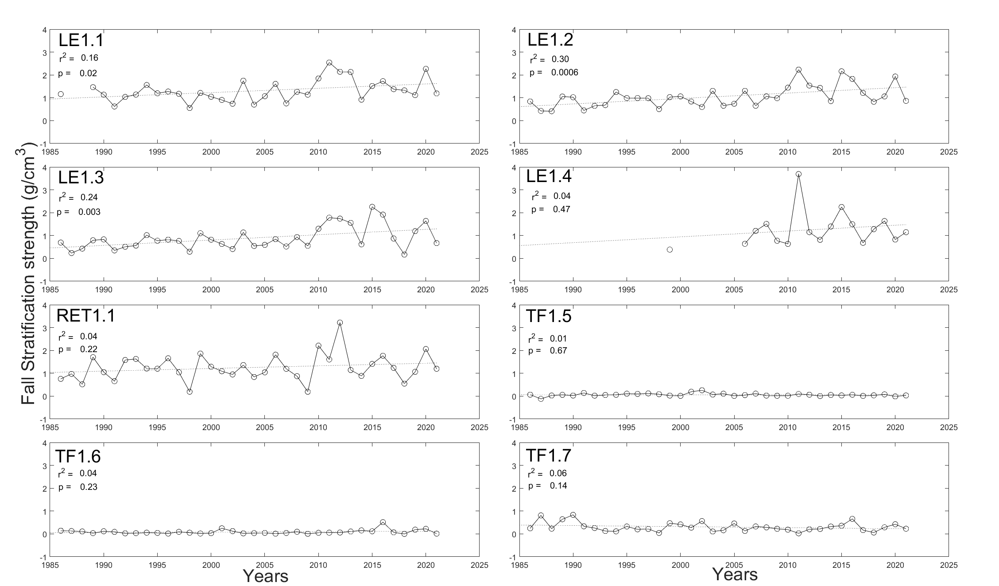 Fall Stratification strength (g/cm³)
LE1.1
r² = 0.16
p = 0.02
4
3
2
1
0
-1
1985 1990 1995 2000 2005 2010 2015 2020 2025
LE1.2
r² = 0.30
p = 0.0006
4
3
2
1
0
-1
1985 1990 1995 2000 2005 2010 2015 2020 2025
LE1.3
r² = 0.24
p = 0.003
4
3
2
1
0
-1
1985 1990 1995 2000 2005 2010 2015 2020 2025
LE1.4
r² = 0.04
p = 0.47
4
3
2
1
0
-1
1985 1990 1995 2000 2005 2010 2015 2020 2025
RET1.1
r² = 0.04
p = 0.22
4
3
2
1
0
-1
1985 1990 1995 2000 2005 2010 2015 2020 2025
TF1.5
r² = 0.01
p = 0.67
4
3
2
1
0
-1
1985 1990 1995 2000 2005 2010 2015 2020 2025
TF1.6
r² = 0.04
p = 0.23
4
3
2
1
0
-1
1985 1990 1995 2000 2005 2010 2015 2020 2025
Years
TF1.7
r² = 0.06
p = 0.14
4
3
2
1
0
-1
1985 1990 1995 2000 2005 2010 2015 2020 2025
Years